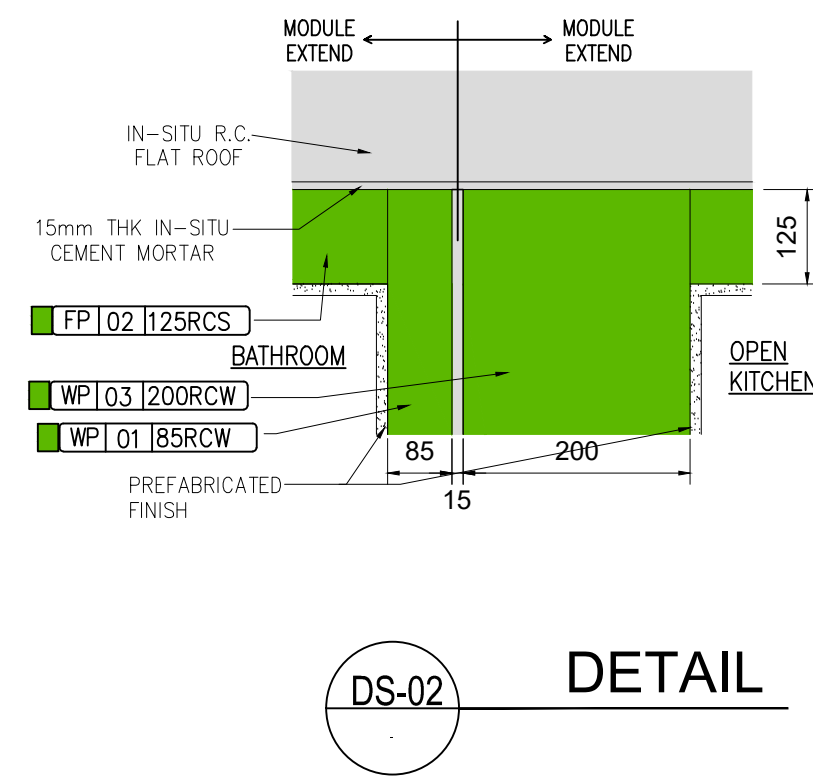 MODULE
EXTEND
MODULE
EXTEND
IN-SITU R.C.
FLAT ROOF
15mm THK IN-SITU
CEMENT MORTAR
125
FP 02 125RCS
BATHROOM
OPEN
KITCHEN
WP 03 200RCW
WP 01 85RCW
85
200
15
PREFABRICATED
FINISH
DS-02
-
DETAIL